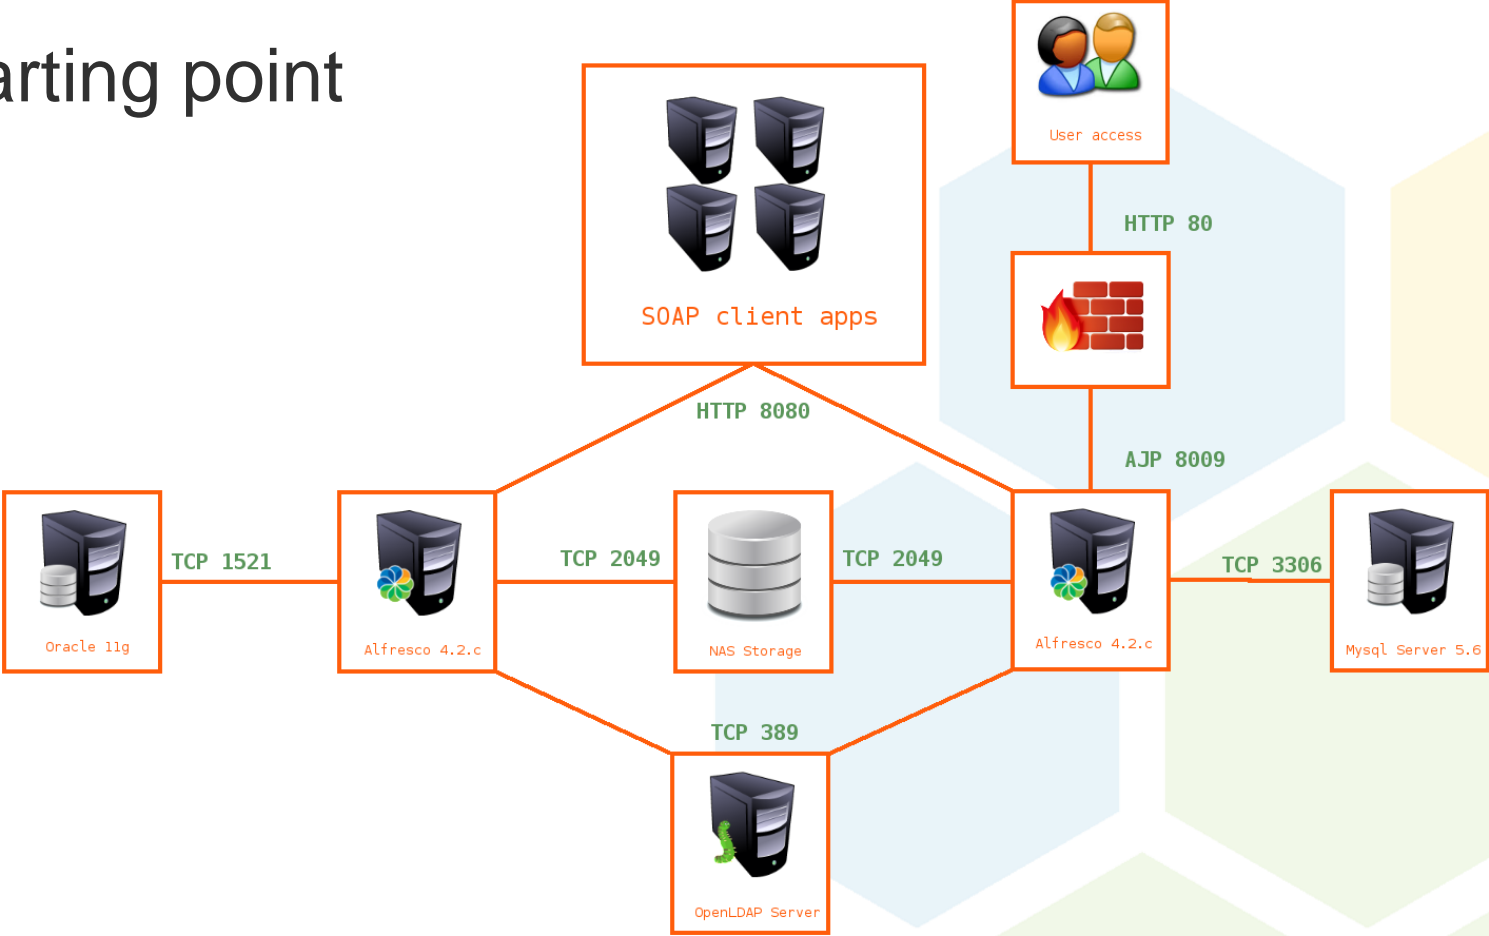 arting point
User access
HTTP 80
SOAP client apps
HTTP 8080
AJP 8009
TCP 1521
TCP 2049
TCP 2049
TCP 3306
Oracle 11g
Alfresco 4.2.c
NAS Storage
Alfresco 4.2.c
Mysql Server 5.6
TCP 389
OpenLDAP Server